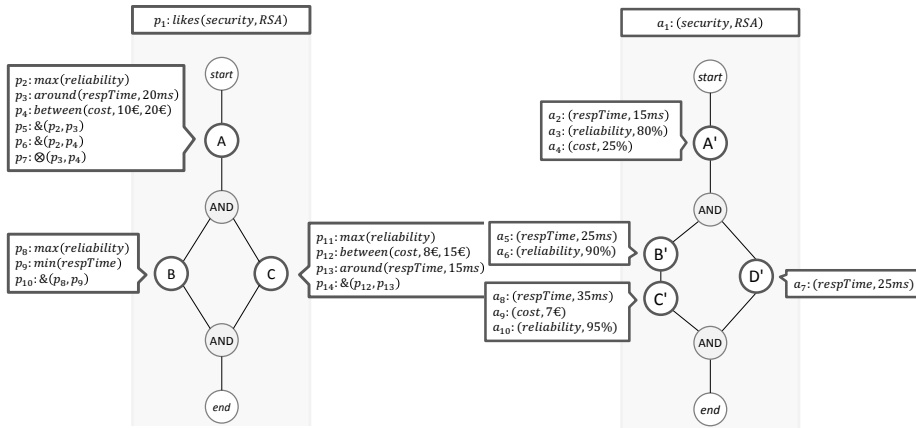 p₁: likes(security, RSA)
start
p₂: max(reliability)
p₃: around(respTime, 20ms)
p₄: between(cost, 10€, 20€)
p₅: &(p₂, p₃)
p₆: &(p₂, p₄)
p₇: ⊗(p₃, p₄)
A
AND
p₈: max(reliability)
p₉: min(respTime)
p₁₀: &(p₈, p₉)
B
C
p₁₁: max(reliability)
p₁₂: between(cost, 8€, 15€)
p₁₃: around(respTime, 15ms)
p₁₄: &(p₁₂, p₁₃)
AND
end
a₁: (security, RSA)
start
a₂: (respTime, 15ms)
a₃: (reliability, 80%)
a₄: (cost, 25%)
A'
AND
a₅: (respTime, 25ms)
a₆: (reliability, 90%)
B'
a₈: (respTime, 35ms)
a₉: (cost, 7€)
a₁₀: (reliability, 95%)
C'
D'
a₇: (respTime, 25ms)
AND
end